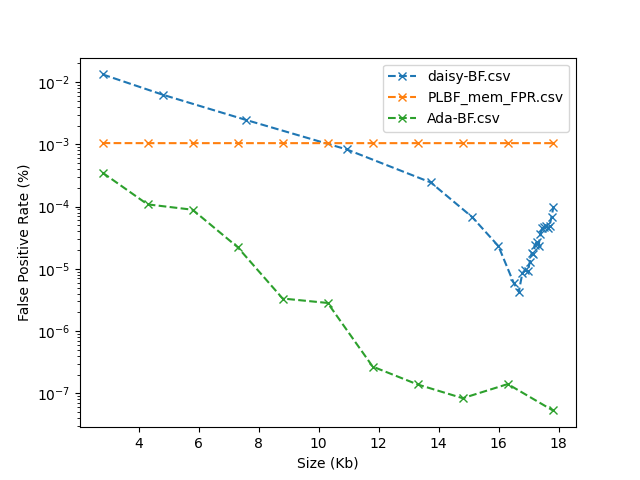 daisy-BF.csv
PLBF_mem_FPR.csv
Ada-BF.csv
False Positive Rate (%)
10⁻²
10⁻³
10⁻⁴
10⁻⁵
10⁻⁶
10⁻⁷
4 6 8 10 12 14 16 18
Size (Kb)